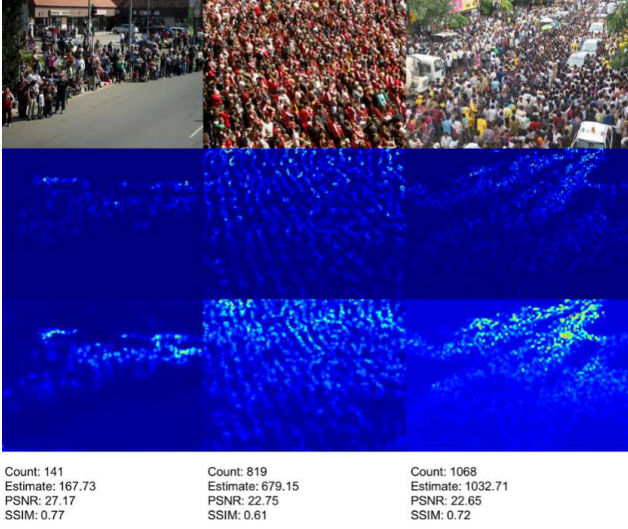 Count: 141
Estimate: 167.73
PSNR: 27.17
SSIM: 0.77
Count: 819
Estimate: 679.15
PSNR: 22.75
SSIM: 0.61
Count: 1068
Estimate: 1032.71
PSNR: 22.65
SSIM: 0.72